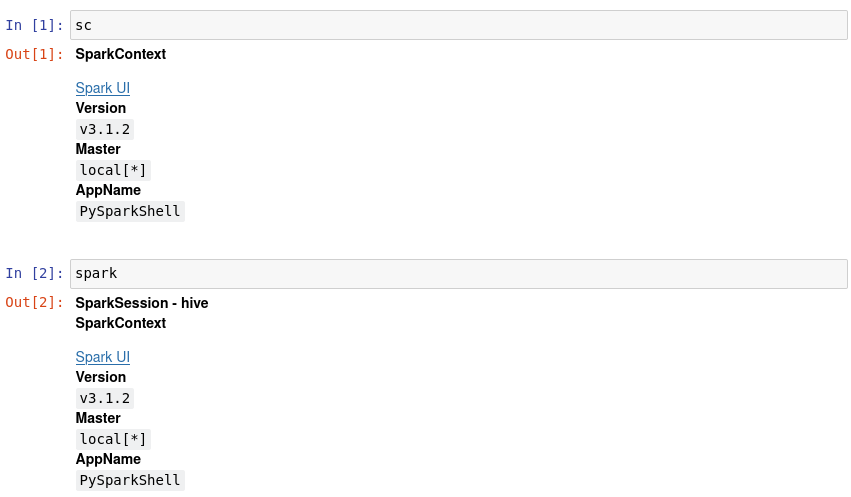 In [1]: sc
Out[1]: SparkContext
Spark UI
Version
v3.1.2
Master
local[*]
AppName
PySparkShell
In [2]: spark
Out[2]: SparkSession - hive
SparkContext
Spark UI
Version
v3.1.2
Master
local[*]
AppName
PySparkShell